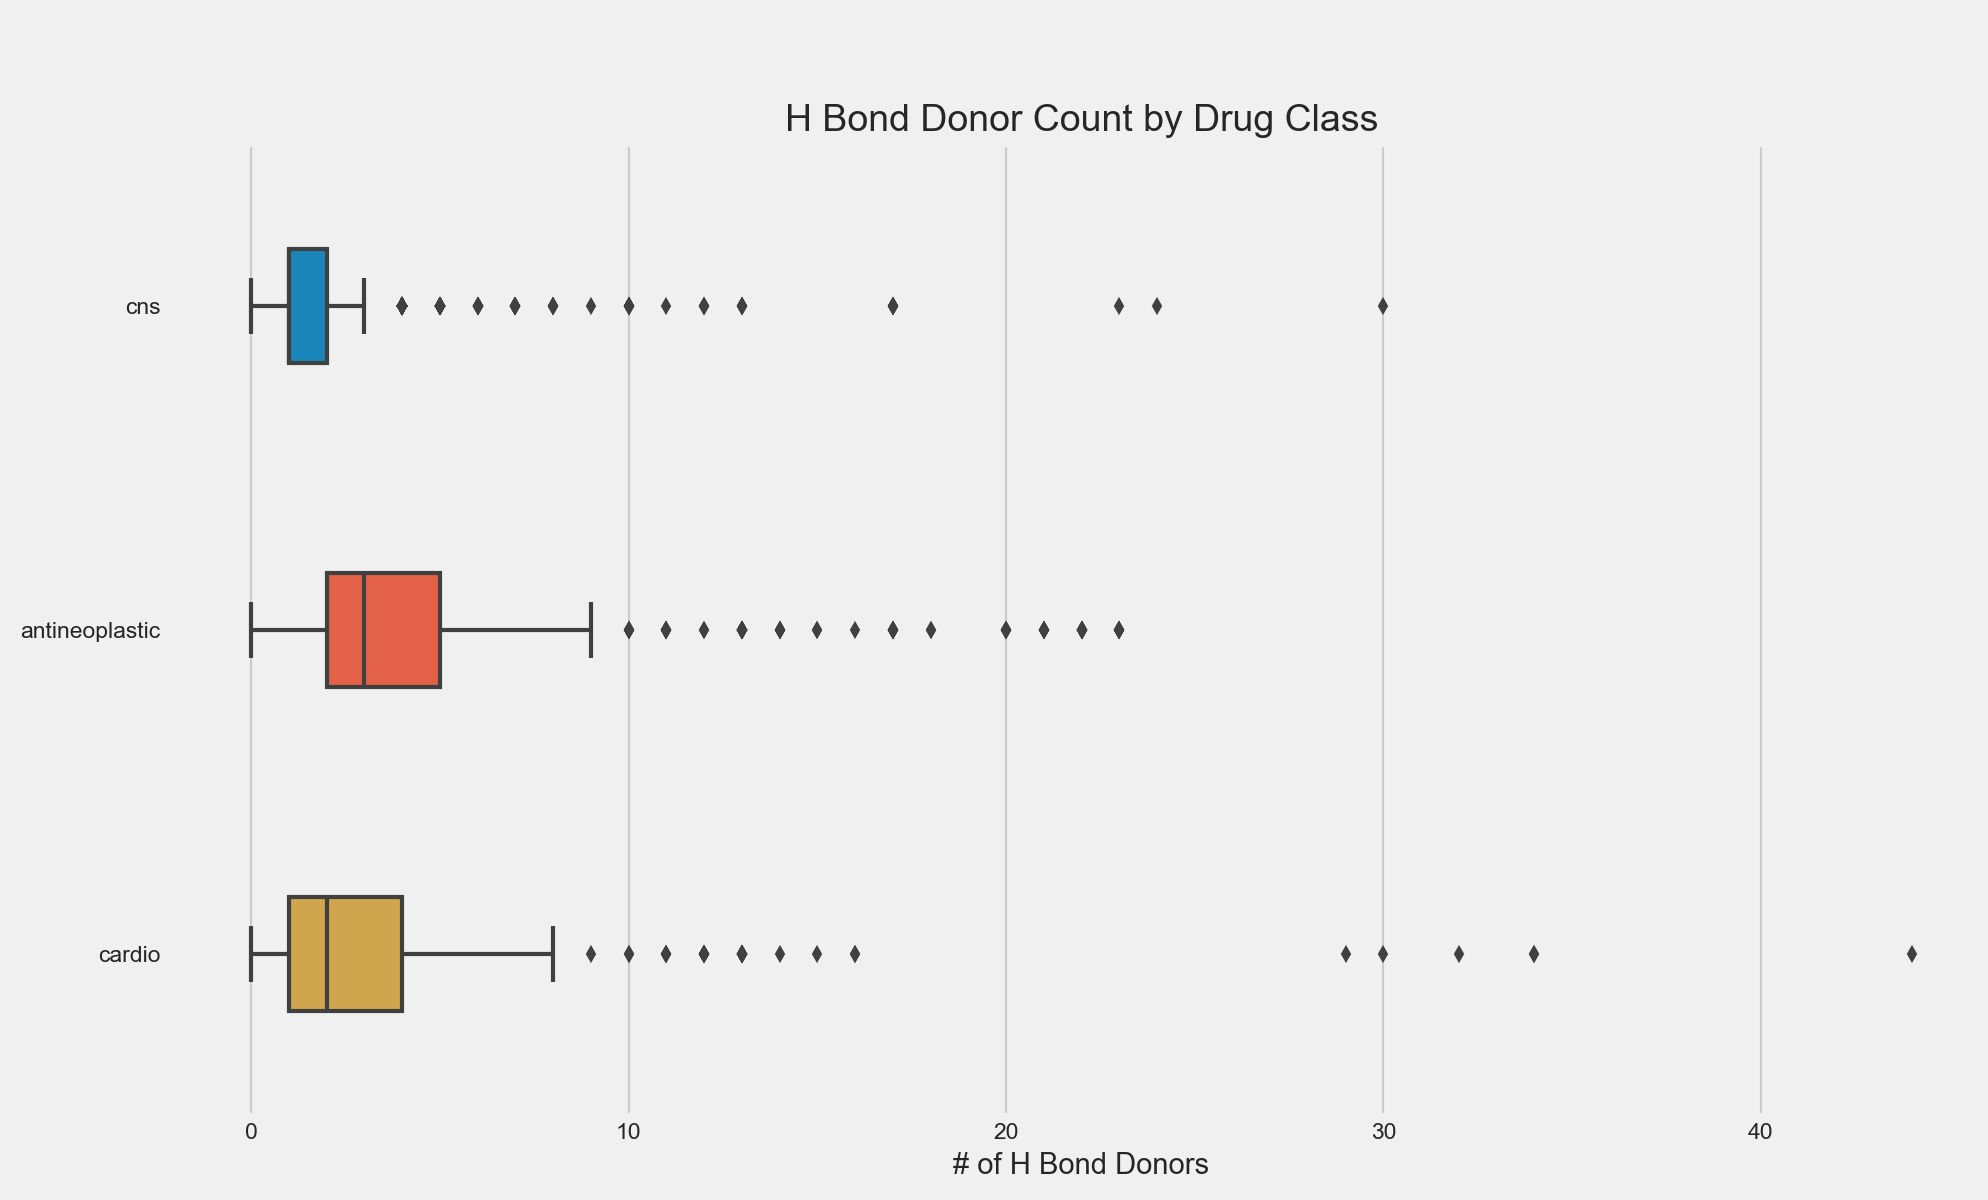 H Bond Donor Count by Drug Class
cns
antineoplastic
cardio
0 10 20 30 40
# of H Bond Donors